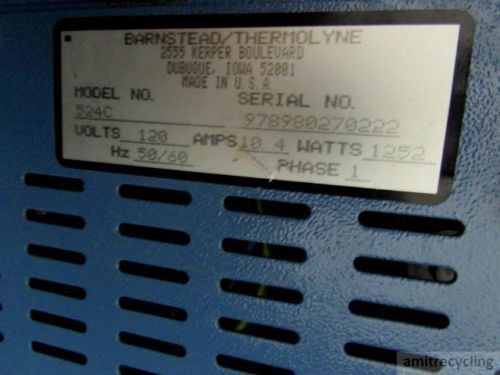 BARNSTEAD/THERMOLYNE
2555 KERPER BOULEVARD
DUBUQUE, IOWA 52001
MADE IN U.S.A
MODEL NO. SERIAL NO.
524C 978980270222
VOLTS 120 AMPS 10.4 WATTS 1252
Hz 50/60 PHASE 1
amitrecycling